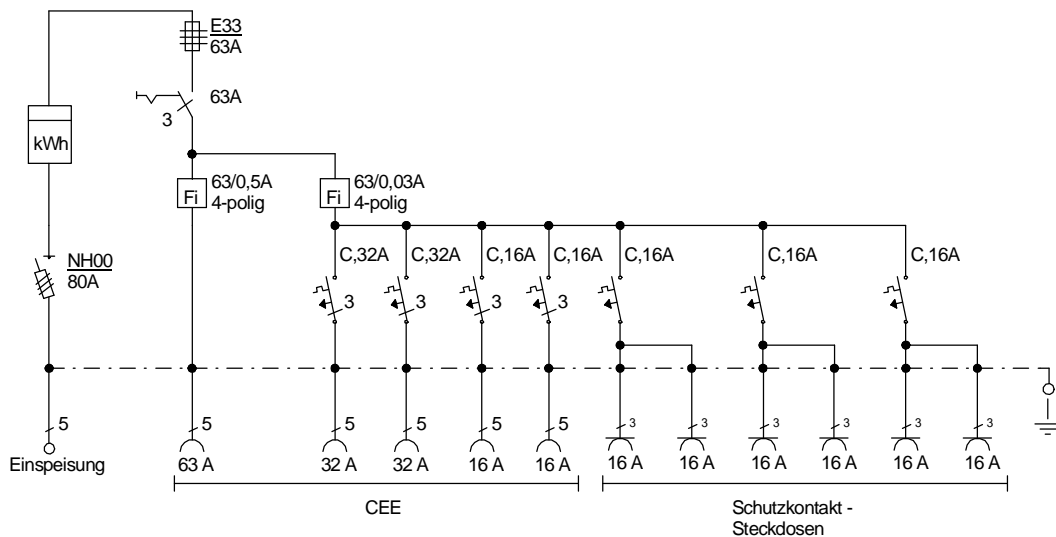 E33
63A
63A
3
kWh
63/0,5A
4-polig
Fi
63/0,03A
4-polig
Fi
C,32A
C,32A
C,16A
C,16A
C,16A
C,16A
C,16A
NH00
80A
3
3
3
3
5
5
5
5
5
5
3
3
3
3
3
3
Einspeisung
63 A
32 A
32 A
16 A
16 A
16 A
16 A
16 A
16 A
16 A
16 A
CEE
Schutzkontakt -
Steckdosen